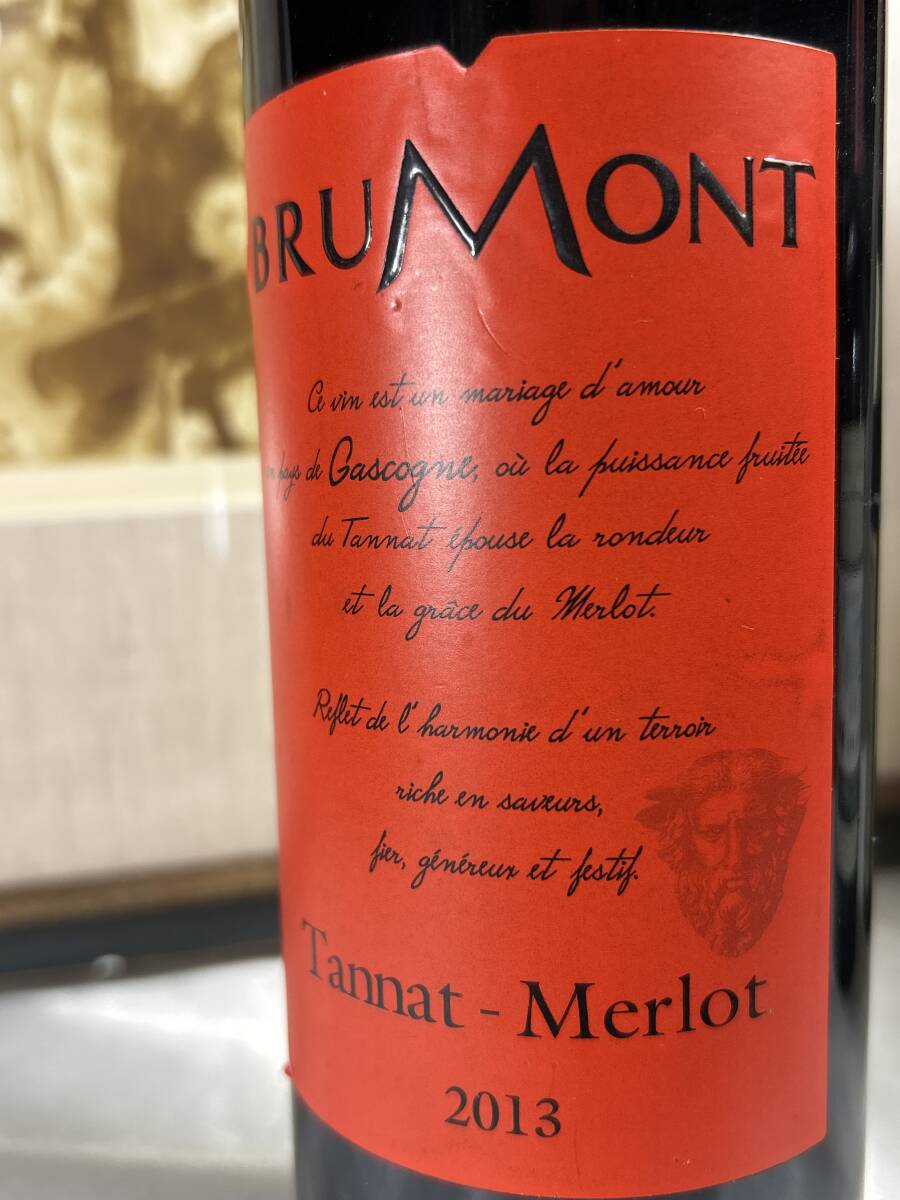 BRUMONT
Ce vin est un mariage d'amour
en pays de Gascogne, où la puissance fruitée
du Tannat épouse la rondeur
et la grâce du Merlot.
Reflet de l'harmonie d'un terroir
riche en saveurs,
fier, généreux et festif.
Tannat - Merlot
2013